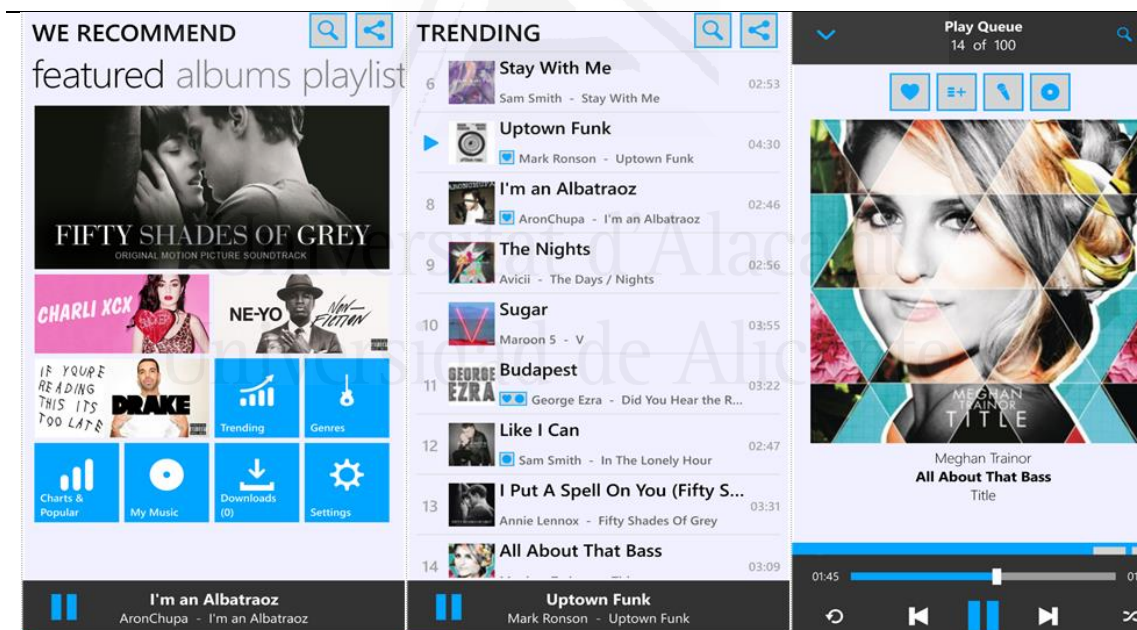 WE RECOMMEND
featured albums playlist
FIFTY SHADES OF GREY
ORIGINAL MOTION PICTURE SOUNDTRACK
CHARLI XCX
NE-YO
Non-
Fiction
IF YOURE
READING
THIS ITS
TOO LATE
DRAKE
Trending
Genres
Charts &
Popular
My Music
Downloads
(0)
Settings
I'm an Albatraoz
AronChupa - I'm an Albatraoz
TRENDING
6
Stay With Me
Sam Smith - Stay With Me
02:53
Uptown Funk
Mark Ronson - Uptown Funk
04:30
8
I'm an Albatraoz
AronChupa - I'm an Albatraoz
02:46
9
The Nights
Avicii - The Days / Nights
02:56
10
Sugar
Maroon 5 - V
03:55
11
GEORGE
EZRA
Budapest
George Ezra - Did You Hear the R...
03:22
12
Like I Can
Sam Smith - In The Lonely Hour
02:47
13
I Put A Spell On You (Fifty S...
Annie Lennox - Fifty Shades Of Grey
03:31
14
All About That Bass
03:09
Uptown Funk
Mark Ronson - Uptown Funk
Play Queue
14 of 100
MEGHAN
TRAINOR
TITLE
Meghan Trainor
All About That Bass
Title
01:45
01
Universitat d'Alacant
Universidad de Alicante